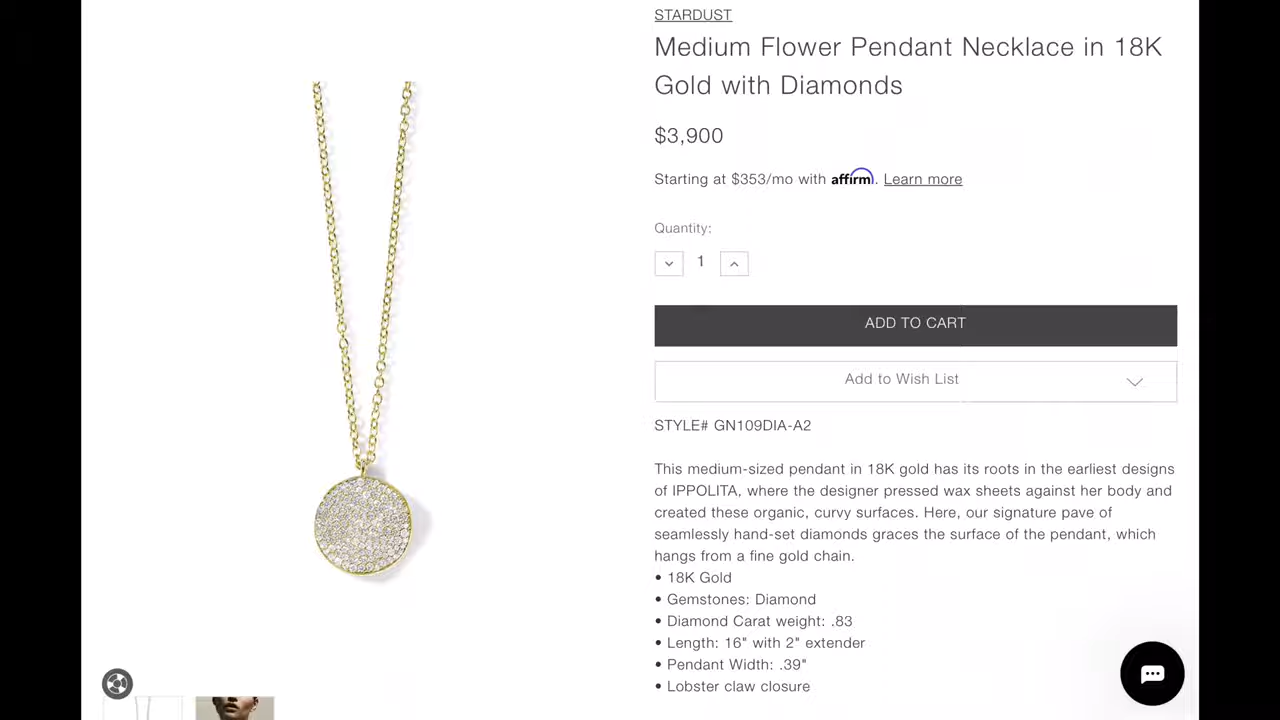 STARDUST
Medium Flower Pendant Necklace in 18K
Gold with Diamonds
$3,900
Starting at $353/mo with affirm. Learn more
Quantity:
1
ADD TO CART
Add to Wish List
STYLE# GN109DIA-A2
This medium-sized pendant in 18K gold has its roots in the earliest designs
of IPPOLITA, where the designer pressed wax sheets against her body and
created these organic, curvy surfaces. Here, our signature pave of
seamlessly hand-set diamonds graces the surface of the pendant, which
hangs from a fine gold chain.
• 18K Gold
• Gemstones: Diamond
• Diamond Carat weight: .83
• Length: 16" with 2" extender
• Pendant Width: .39"
• Lobster claw closure